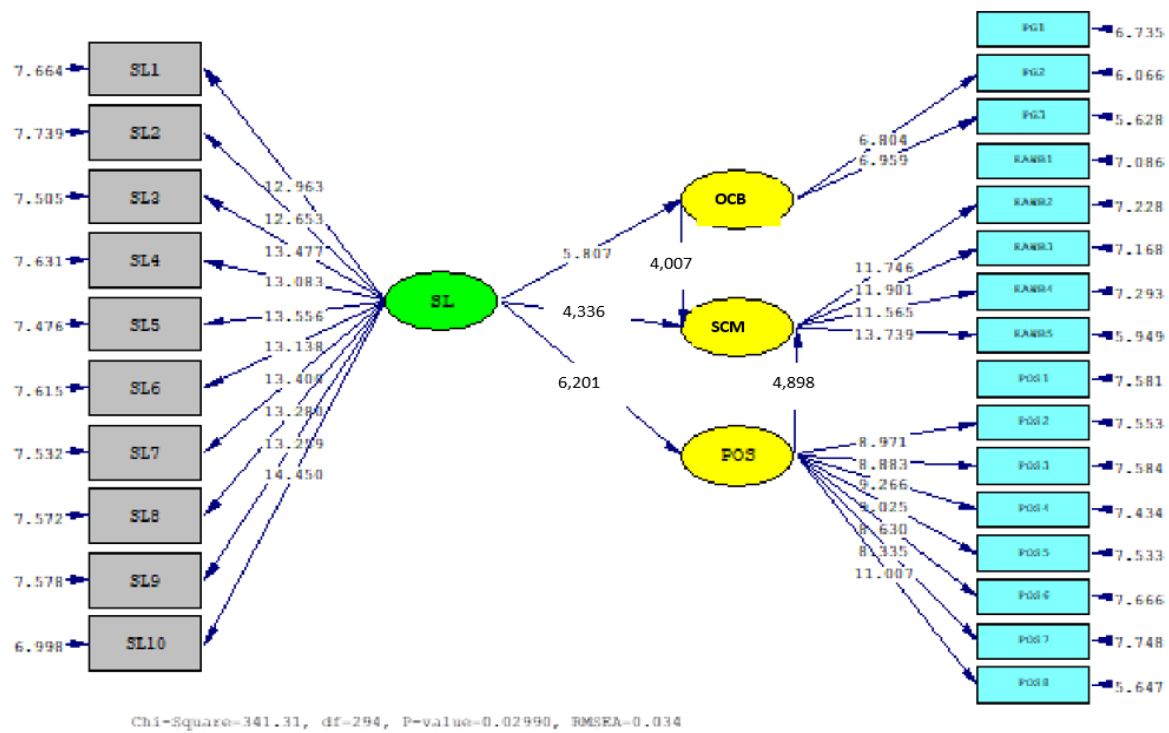 7.664
SL1
7.739
SL2
7.505
SL3
7.631
SL4
7.476
SL5
7.615
SL6
7.532
SL7
7.572
SL8
7.578
SL9
6.998
SL10
12.963
12.653
13.477
13.083
13.556
13.138
13.408
13.280
13.259
14.450
SL
5.807
4,007
4,336
6,201
4,898
OCB
SCM
POS
6.804
6.959
11.746
11.901
11.565
13.739
8.971
8.883
9.266
9.025
8.630
8.335
11.007
PG1
6.735
PG2
6.066
PG3
5.628
7.086
7.228
7.168
7.293
5.949
POS1
7.581
POS2
7.553
POS3
7.584
POS4
7.434
POS5
7.533
POS6
7.666
POS7
7.748
POS8
5.647
Chi-Square=341.31, df=294, P-value=0.02990, RMSEA=0.034